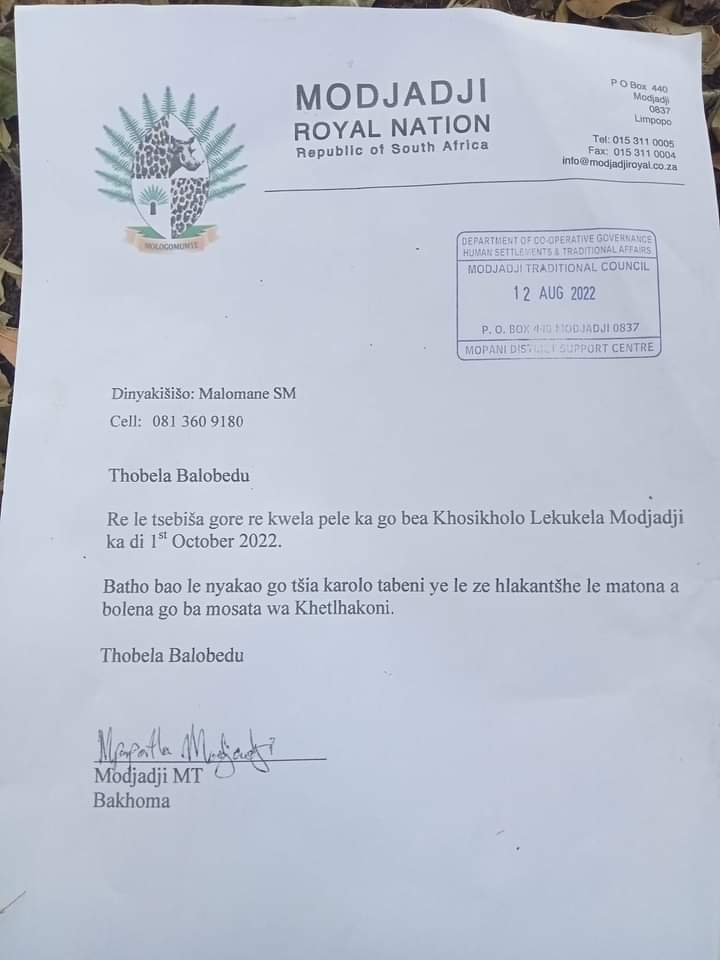 MODJADJI
ROYAL NATION
Republic of South Africa
P O Box 440
Modjadji
0837
Limpopo
Tel: 015 311 0005
Fax: 015 311 0004
info@modjadjiroyal.co.za
MOLOGOMUNYE
DEPARTMENT OF CO-OPERATIVE GOVERNANCE
HUMAN SETTLEMENTS & TRADITIONAL AFFAIRS
MODJADJI TRADITIONAL COUNCIL
12 AUG 2022
P. O. BOX 440 MODJADJI 0837
MOPANI DISTRICT SUPPORT CENTRE
Dinyakišišo: Malomane SM
Cell: 081 360 9180
Thobela Balobedu
Re le tsebiša gore re kwela pele ka go bea Khosikholo Lekukela Modjadji
ka di 1st October 2022.
Batho bao le nyakao go tšia karolo tabeni ye le ze hlakantšhe le matona a
bolena go ba mosata wa Khetlhakoni.
Thobela Balobedu
Modjadji
Modjadji MT
Bakhoma